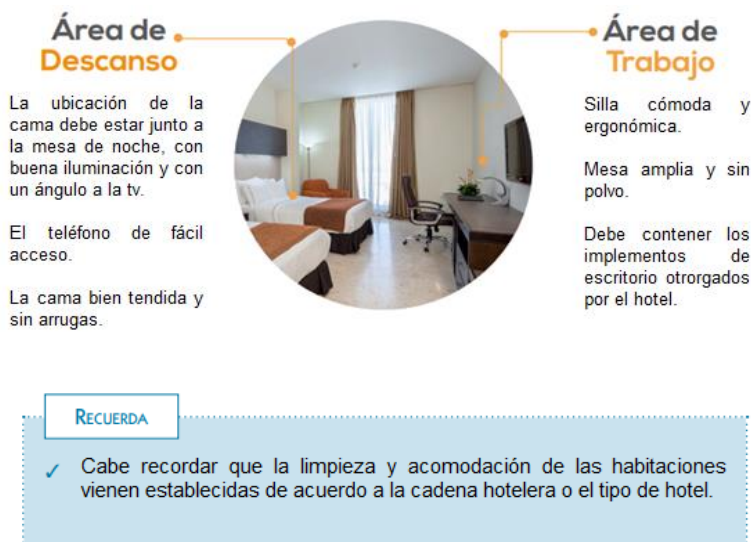 Área de
Descanso
La ubicación de la
cama debe estar junto a
la mesa de noche, con
buena iluminación y con
un ángulo a la tv.
El teléfono de fácil
acceso.
La cama bien tendida y
sin arrugas.
Área de
Trabajo
Silla cómoda y
ergonómica.
Mesa amplia y sin
polvo.
Debe contener los
implementos de
escritorio otrorgados
por el hotel.
RECUERDA
✓ Cabe recordar que la limpieza y acomodación de las habitaciones
vienen establecidas de acuerdo a la cadena hotelera o el tipo de hotel.